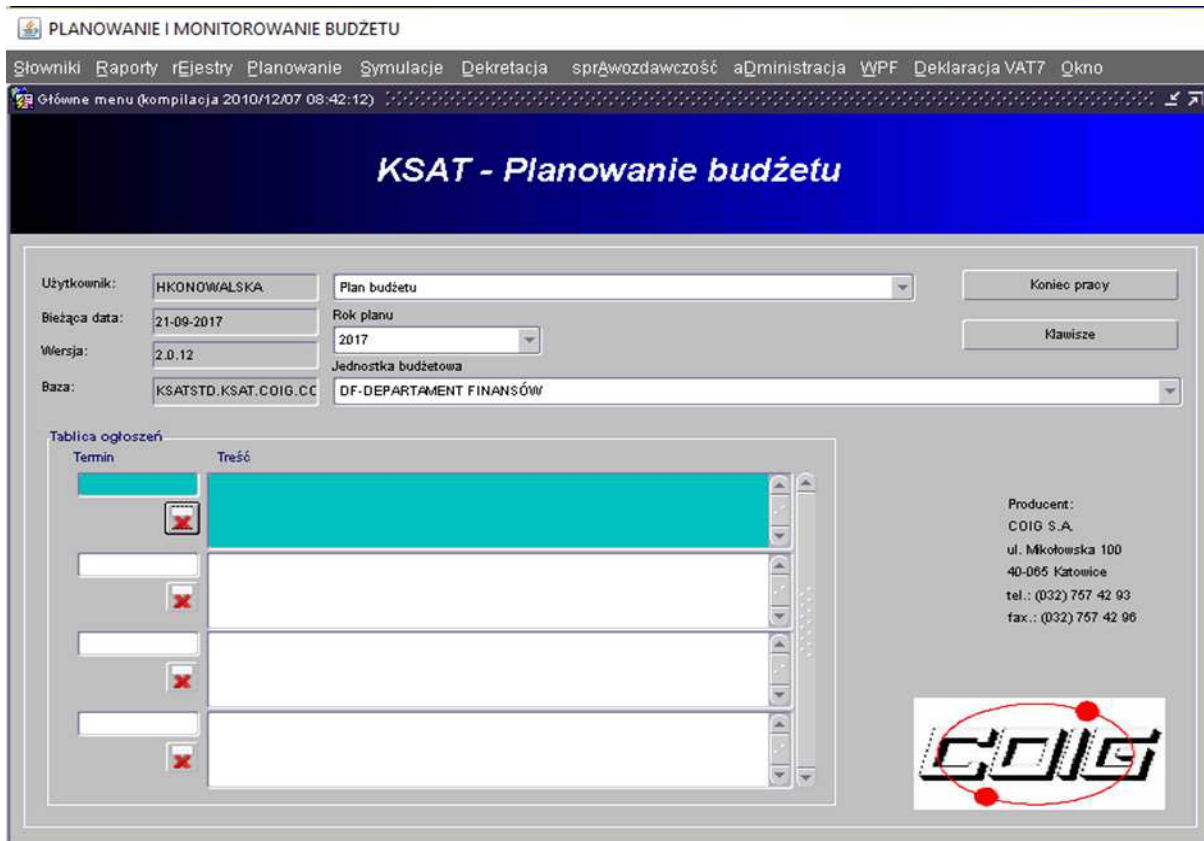 PLANOWANIE I MONITOROWANIE BUDŻETU
Słowniki Raporty rEjestry Planowanie Symulacje Dekretacja sprAwozdawczość aDministracja WPF Deklaracja VAT7 Okno
Główne menu (kompilacja 2010/12/07 08:42:12)
KSAT - Planowanie budżetu
Użytkownik: HKONOWALSKA Plan budżetu Koniec pracy
Bieżąca data: 21-09-2017 Rok planu
2017 Klawisze
Wersja: 2.0.12
Jednostka budżetowa
Baza: KSATSTD.KSAT.COIG.CC DF-DEPARTAMENT FINANSÓW
Tablica ogłoszeń
Termin Treść
Producent:
COIG S.A.
ul. Mikołowska 100
40-065 Katowice
tel.: (032) 757 42 93
fax.: (032) 757 42 96
COIG